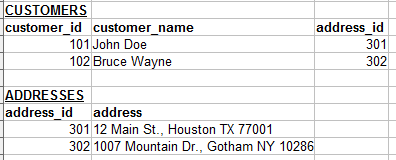 CUSTOMERS
customer_id customer_name address_id
101 John Doe 301
102 Bruce Wayne 302
ADDRESSES
address_id address
301 12 Main St., Houston TX 77001
302 1007 Mountain Dr., Gotham NY 10286